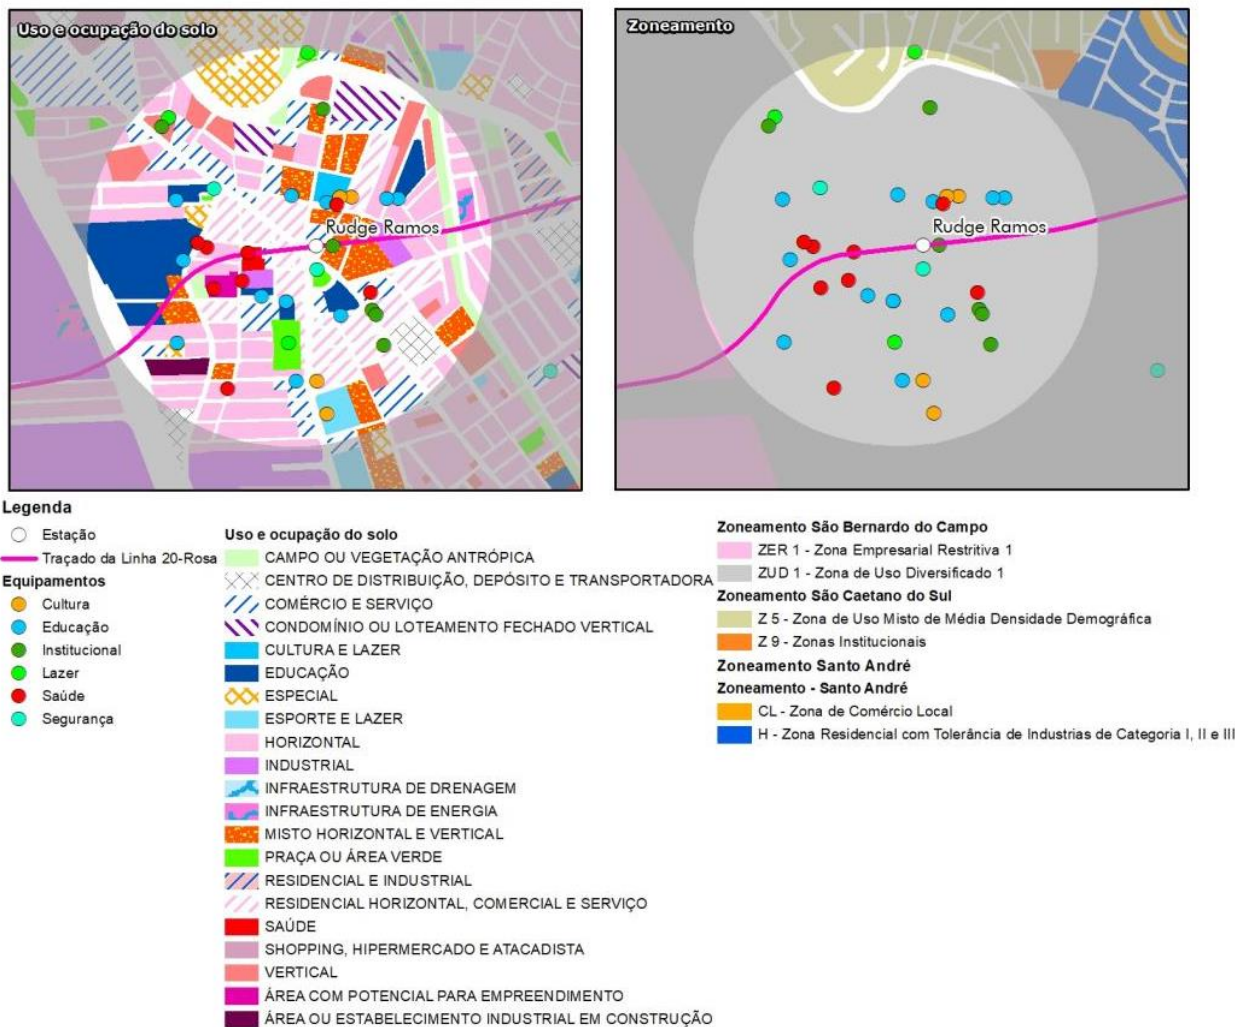 Uso e ocupação do solo
Rudge Ramos
Zoneamento
Rudge Ramos
Legenda
Estação
Traçado da Linha 20-Rosa
Equipamentos
Cultura
Educação
Institucional
Lazer
Saúde
Segurança
Uso e ocupação do solo
CAMPO OU VEGETAÇÃO ANTRÓPICA
CENTRO DE DISTRIBUIÇÃO, DEPÓSITO E TRANSPORTADORA
COMÉRCIO E SERVIÇO
CONDOMÍNIO OU LOTEAMENTO FECHADO VERTICAL
CULTURA E LAZER
EDUCAÇÃO
ESPECIAL
ESPORTE E LAZER
HORIZONTAL
INDUSTRIAL
INFRAESTRUTURA DE DRENAGEM
INFRAESTRUTURA DE ENERGIA
MISTO HORIZONTAL E VERTICAL
PRAÇA OU ÁREA VERDE
RESIDENCIAL E INDUSTRIAL
RESIDENCIAL HORIZONTAL, COMERCIAL E SERVIÇO
SAÚDE
SHOPPING, HIPERMERCADO E ATACADISTA
VERTICAL
ÁREA COM POTENCIAL PARA EMPREENDIMENTO
ÁREA OU ESTABELECIMENTO INDUSTRIAL EM CONSTRUÇÃO
Zoneamento São Bernardo do Campo
ZER 1 - Zona Empresarial Restritiva 1
ZUD 1 - Zona de Uso Diversificado 1
Zoneamento São Caetano do Sul
Z 5 - Zona de Uso Misto de Média Densidade Demográfica
Z 9 - Zonas Institucionais
Zoneamento Santo André
Zoneamento - Santo André
CL - Zona de Comércio Local
H - Zona Residencial com Tolerância de Industrias de Categoria I, II e III